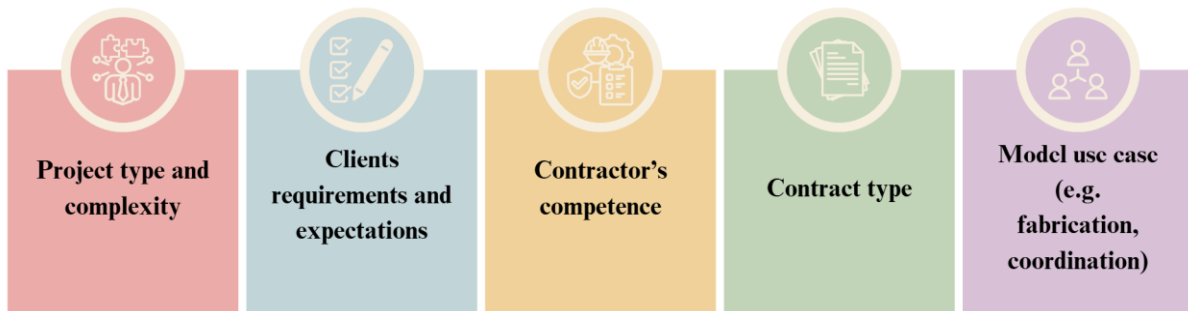 Project type and
complexity
Clients
requirements and
expectations
Contractor's
competence
Contract type
Model use case
(e.g.
fabrication,
coordination)